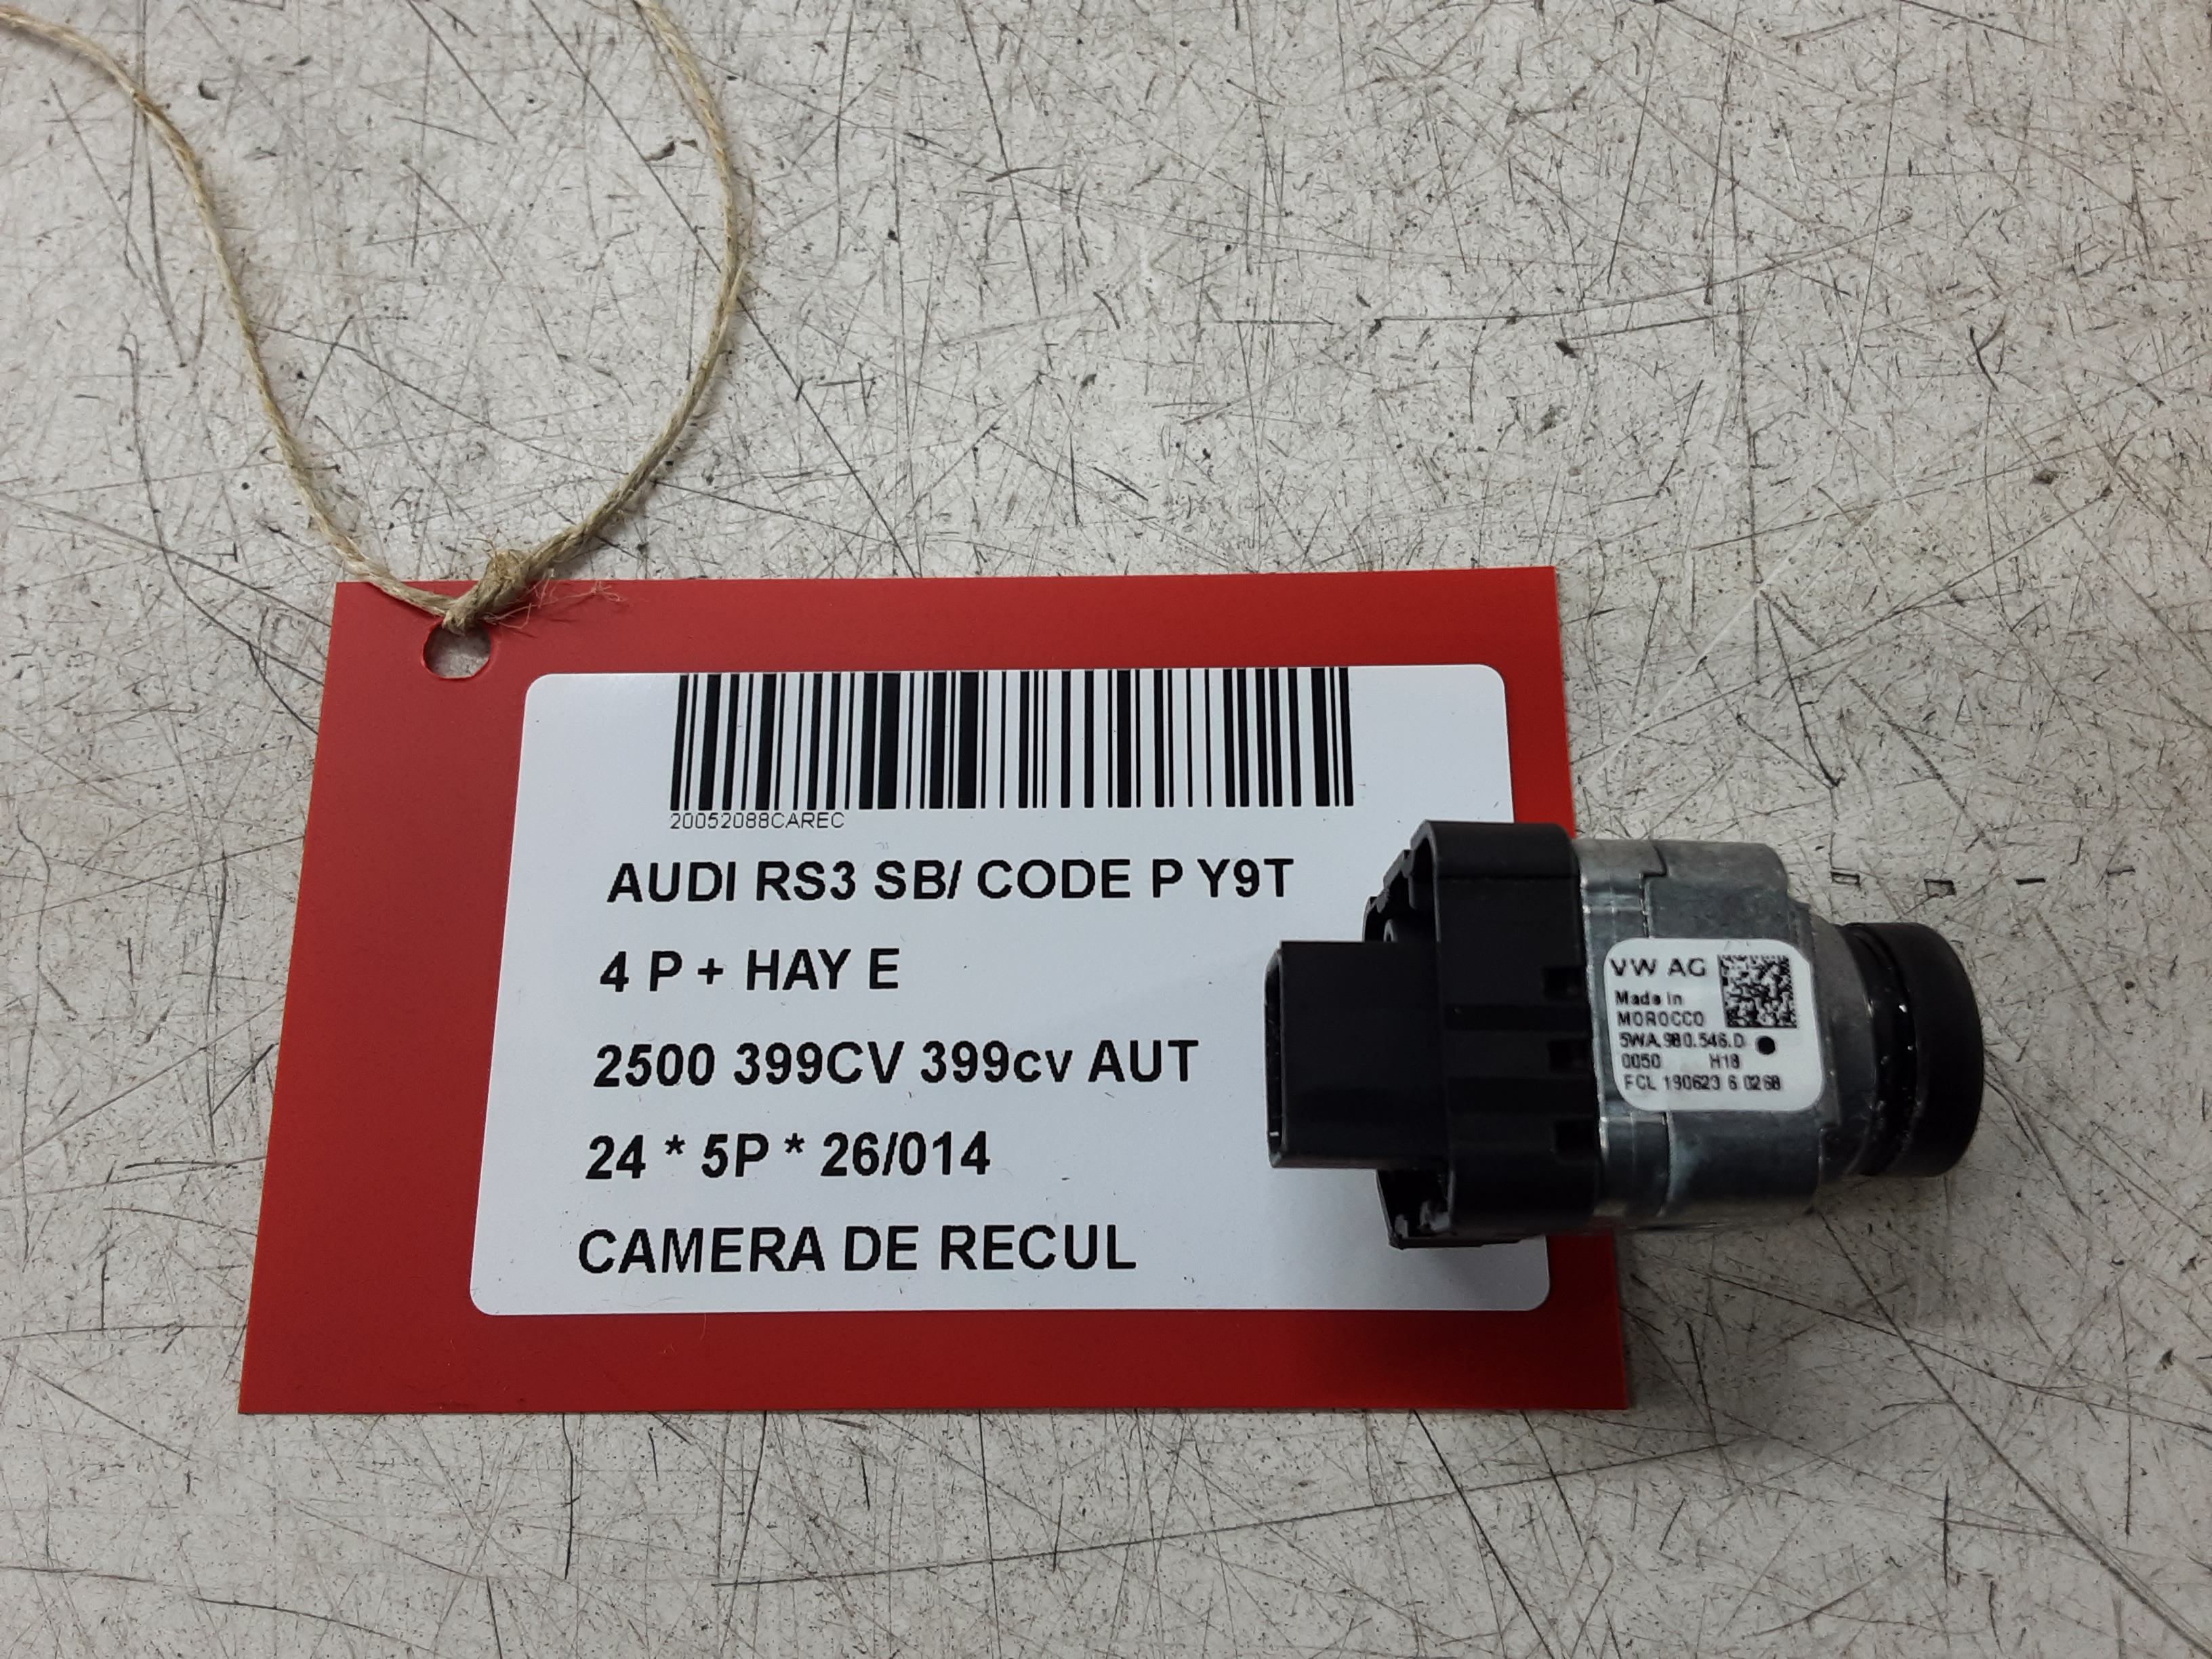 20052088CAREC
AUDI RS3 SB/ CODE P Y9T
4 P + HAY E
2500 399CV 399cv AUT
24 * 5P * 26/014
CAMERA DE RECUL
VW AG
Made in
MOROCCO
5WA.980.546.D
0050 H18
FCL 190623 6 0268